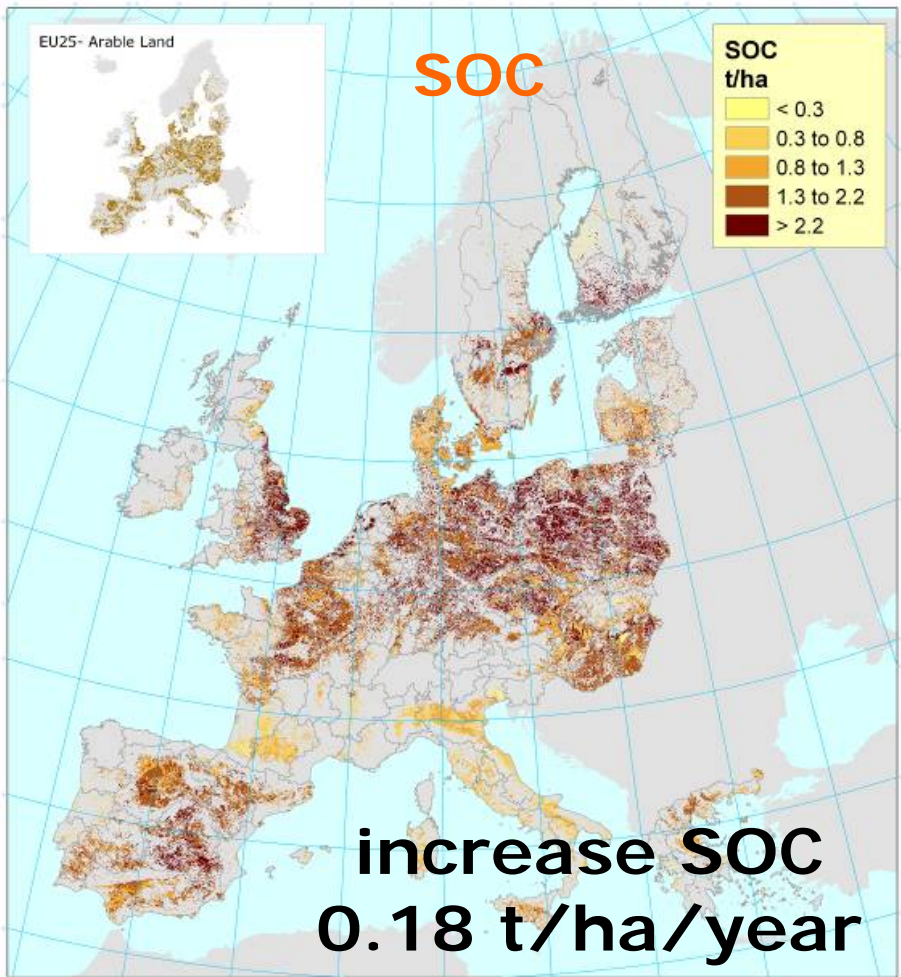 EU25- Arable Land
SOC
SOC
t/ha
< 0.3
0.3 to 0.8
0.8 to 1.3
1.3 to 2.2
> 2.2
increase SOC
0.18 t/ha/year